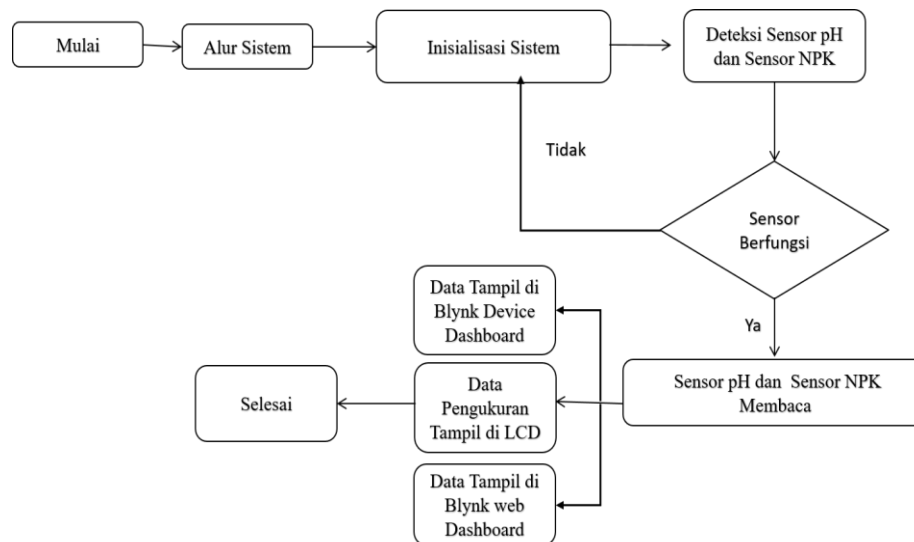 Mulai
Alur Sistem
Inisialisasi Sistem
Deteksi Sensor pH
dan Sensor NPK
Tidak
Sensor
Berfungsi
Ya
Sensor pH dan Sensor NPK
Membaca
Data Tampil di
Blynk Device
Dashboard
Data
Pengukuran
Tampil di LCD
Data Tampil di
Blynk web
Dashboard
Selesai